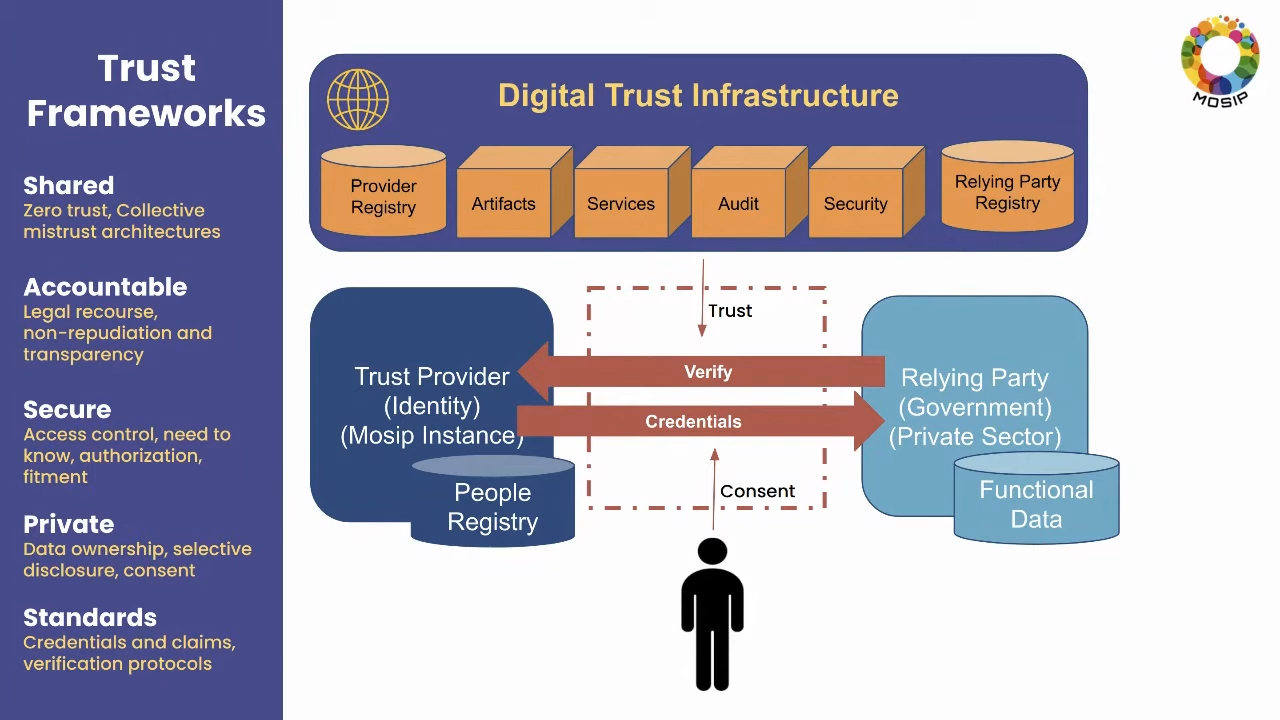 Trust
Frameworks
Shared
Zero trust, Collective
mistrust architectures
Accountable
Legal recourse,
non-repudiation and
transparency
Secure
Access control, need to
know, authorization,
fitment
Private
Data ownership, selective
disclosure, consent
Standards
Credentials and claims,
verification protocols
Digital Trust Infrastructure
Provider
Registry
Artifacts
Services
Audit
Security
Relying Party
Registry
Trust
Trust Provider
(Identity)
(Mosip Instance)
People
Registry
Verify
Credentials
Consent
Relying Party
(Government)
(Private Sector)
Functional
Data
MOSIP